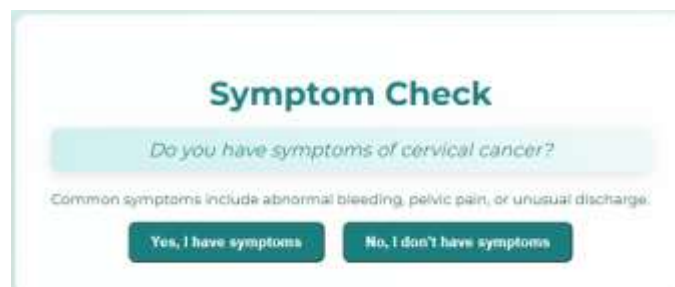 Symptom Check
Do you have symptoms of cervical cancer?
Common symptoms include abnormal bleeding, pelvic pain, or unusual discharge.
Yes, I have symptoms
No, I don't have symptoms